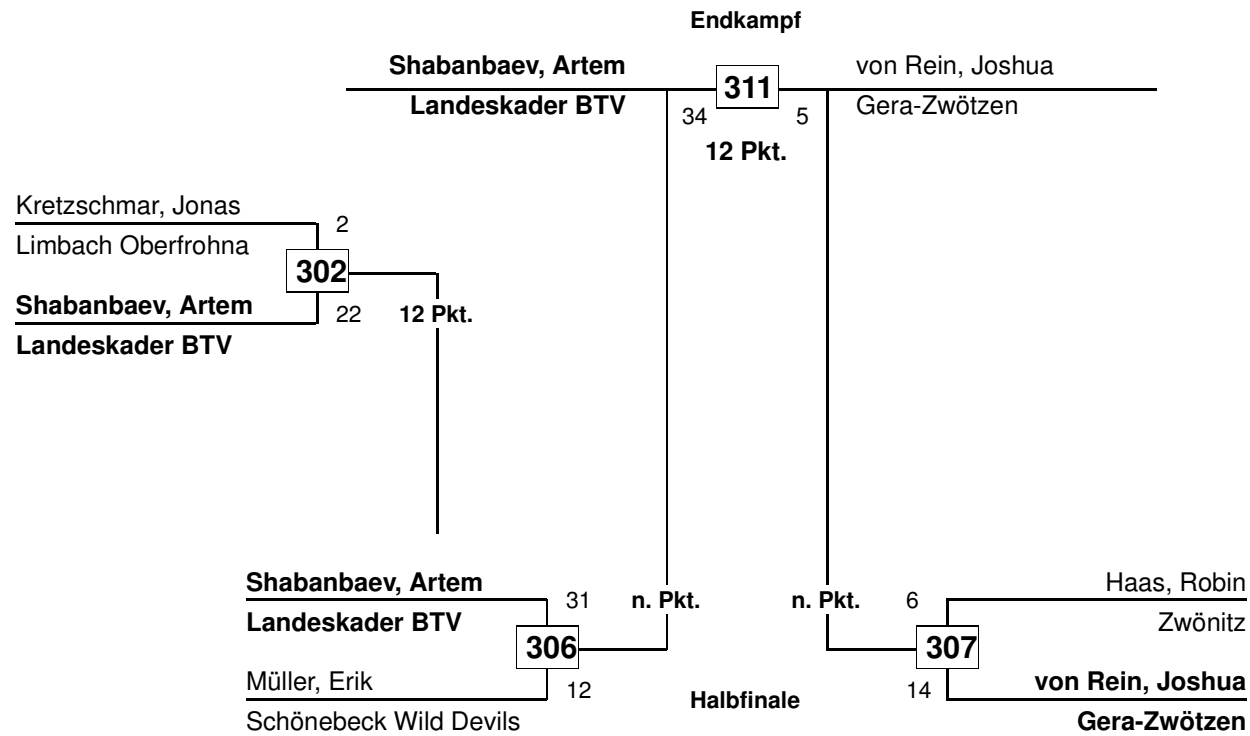 Endkampf
Shabanbaev, Artem
Landeskader BTV
311
von Rein, Joshua
Gera-Zwötzen
34
5
12 Pkt.
Kretzschmar, Jonas
2
Limbach Oberfrohna
302
Shabanbaev, Artem
22
12 Pkt.
Landeskader BTV
Shabanbaev, Artem
31
n. Pkt.
Landeskader BTV
306
Müller, Erik
12
Schönebeck Wild Devils
Halbfinale
n. Pkt.
6
Haas, Robin
Zwönitz
307
14
von Rein, Joshua
Gera-Zwötzen